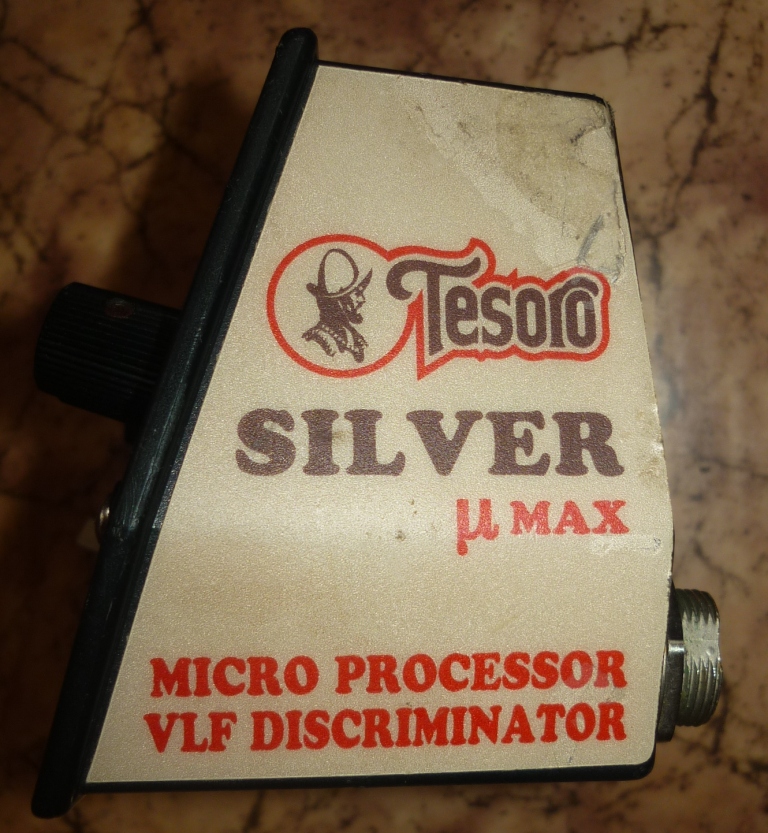 Tesoro
SILVER
µ MAX
MICRO PROCESSOR
VLF DISCRIMINATOR